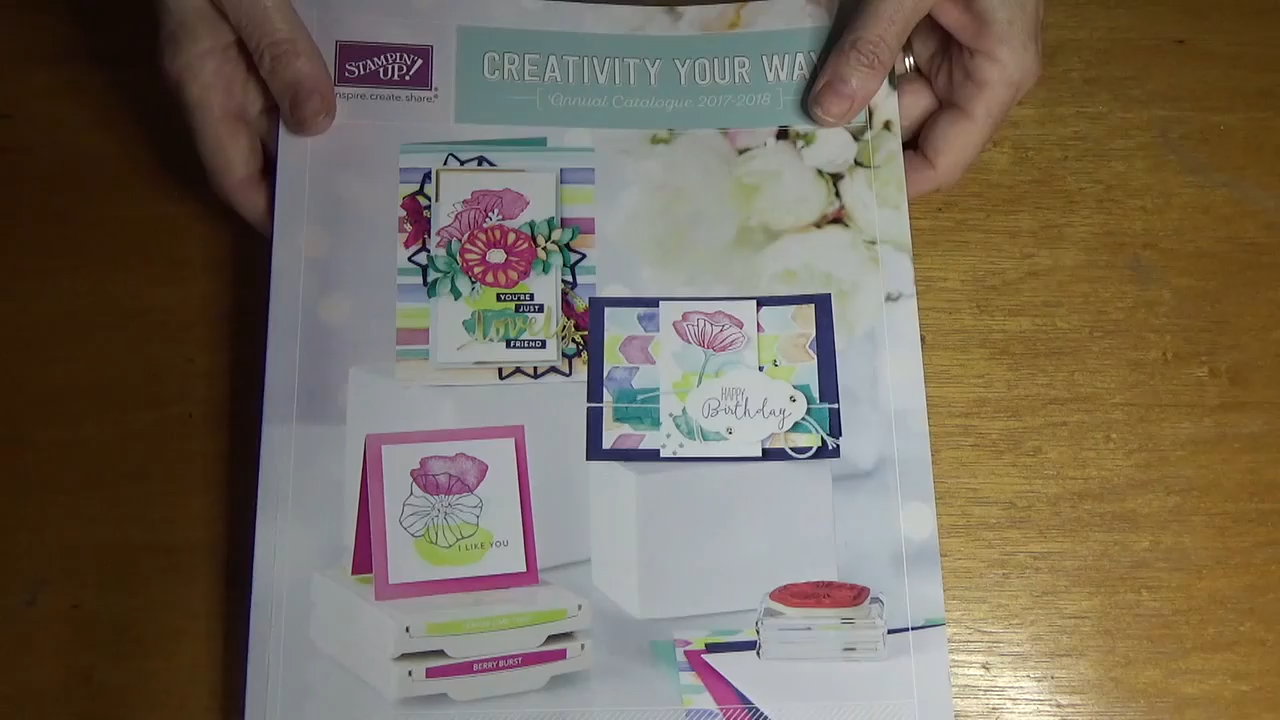 STAMPIN' UP!
inspire. create. share.
CREATIVITY YOUR WAY
Annual Catalogue 2017-2018
YOU'RE
JUST
lovely
FRIEND
HAPPY
Birthday
I LIKE YOU
BERRY BURST